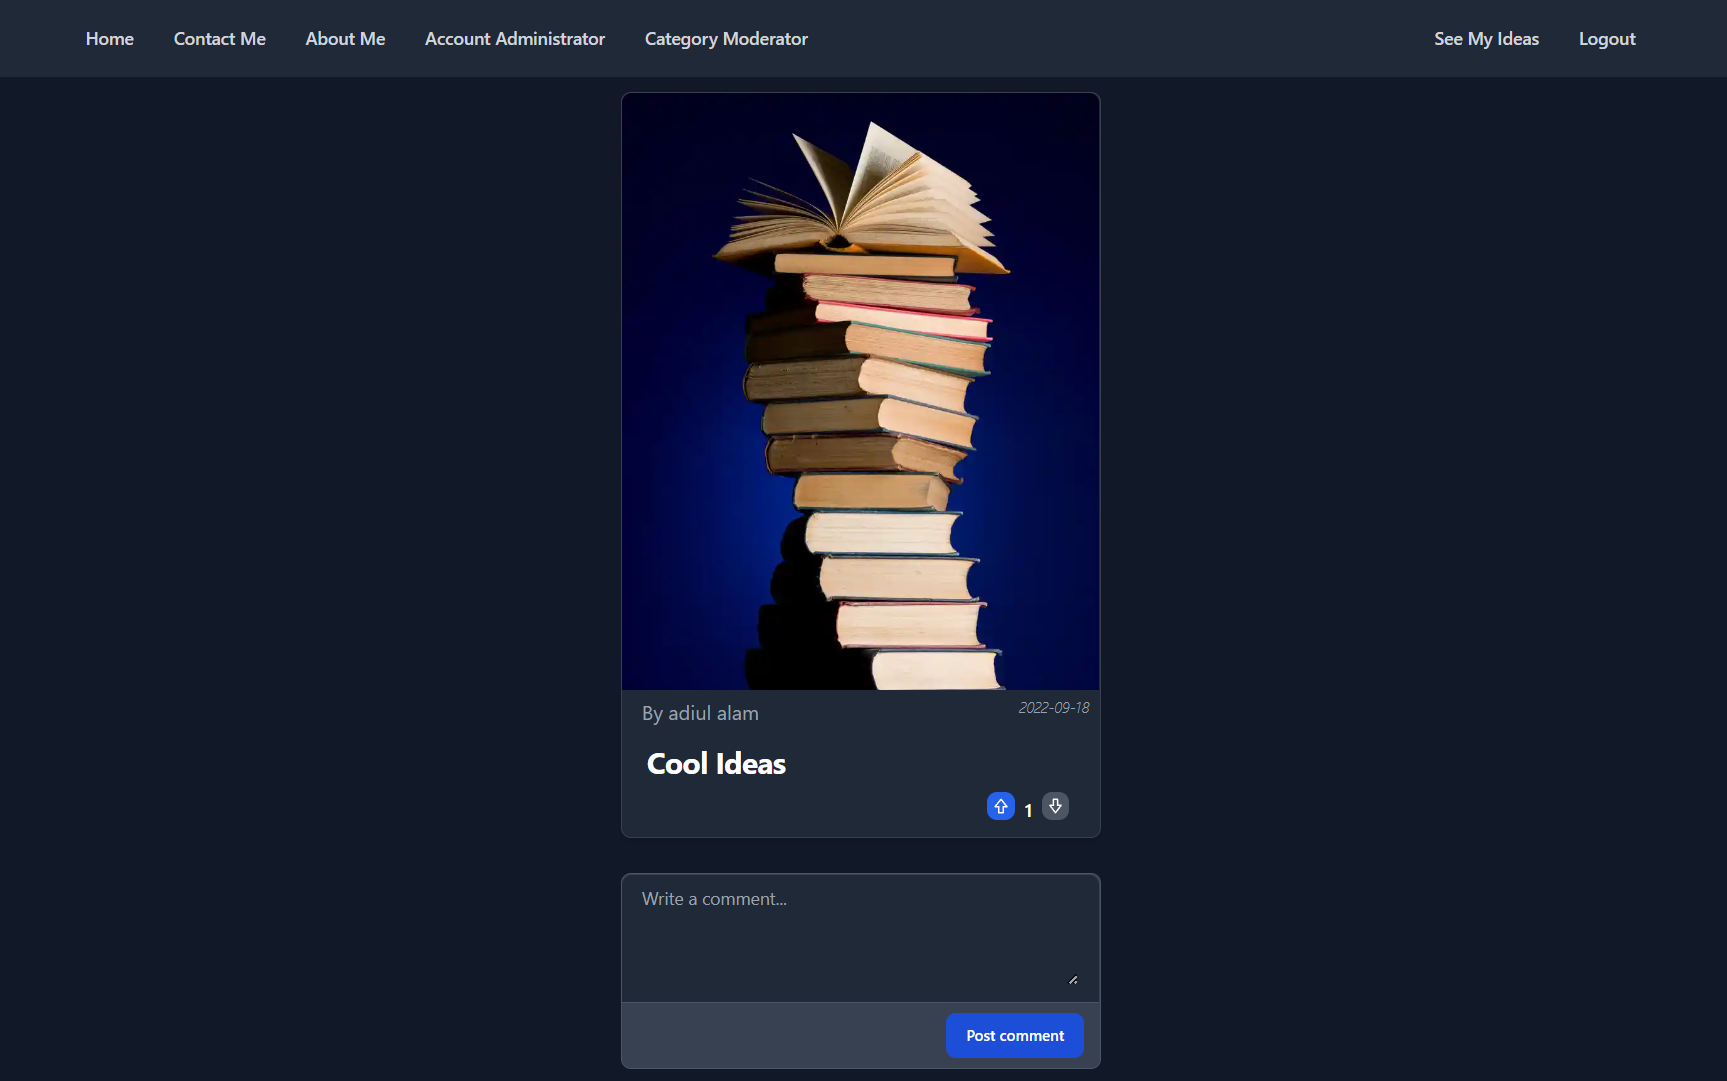 Home Contact Me About Me Account Administrator Category Moderator See My Ideas Logout
By adiul alam 2022-09-18
Cool Ideas
1
Write a comment...
Post comment